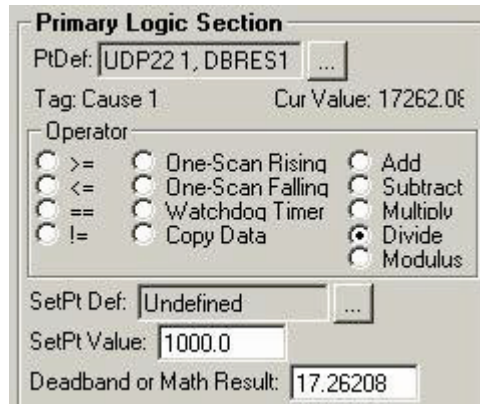 Primary Logic Section
PtDef: UDP22 1, DBRES1 ...
Tag: Cause 1 Cur Value: 17262.08
Operator
>= One-Scan Rising Add
<= One-Scan Falling Subtract
== Watchdog Timer Multiply
!= Copy Data Divide
Modulus
SetPt Def: Undefined ...
SetPt Value: 1000.0
Deadband or Math Result: 17.26208